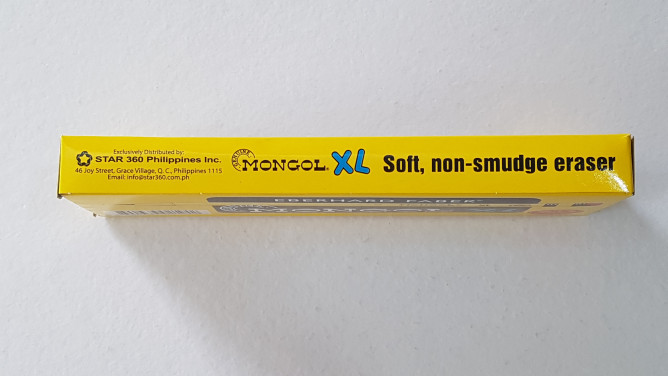 Exclusively Distributed by:
STAR 360 Philippines Inc.
46 Joy Street, Grace Village, Q. C., Philippines 1115
Email: info@star360.com.ph
GENUINE MONGOL® XL Soft, non-smudge eraser
EBERHARD FABER
MONGOL